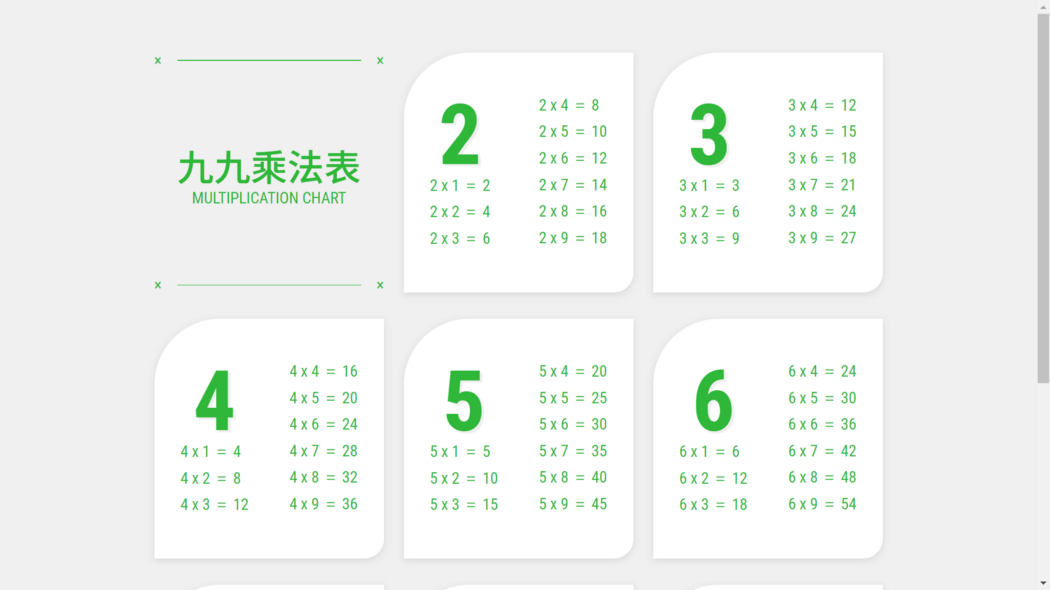 x x
九九乘法表
MULTIPLICATION CHART
x x
2
2 x 1 = 2
2 x 2 = 4
2 x 3 = 6
2 x 4 = 8
2 x 5 = 10
2 x 6 = 12
2 x 7 = 14
2 x 8 = 16
2 x 9 = 18
3
3 x 1 = 3
3 x 2 = 6
3 x 3 = 9
3 x 4 = 12
3 x 5 = 15
3 x 6 = 18
3 x 7 = 21
3 x 8 = 24
3 x 9 = 27
4
4 x 1 = 4
4 x 2 = 8
4 x 3 = 12
4 x 4 = 16
4 x 5 = 20
4 x 6 = 24
4 x 7 = 28
4 x 8 = 32
4 x 9 = 36
5
5 x 1 = 5
5 x 2 = 10
5 x 3 = 15
5 x 4 = 20
5 x 5 = 25
5 x 6 = 30
5 x 7 = 35
5 x 8 = 40
5 x 9 = 45
6
6 x 1 = 6
6 x 2 = 12
6 x 3 = 18
6 x 4 = 24
6 x 5 = 30
6 x 6 = 36
6 x 7 = 42
6 x 8 = 48
6 x 9 = 54